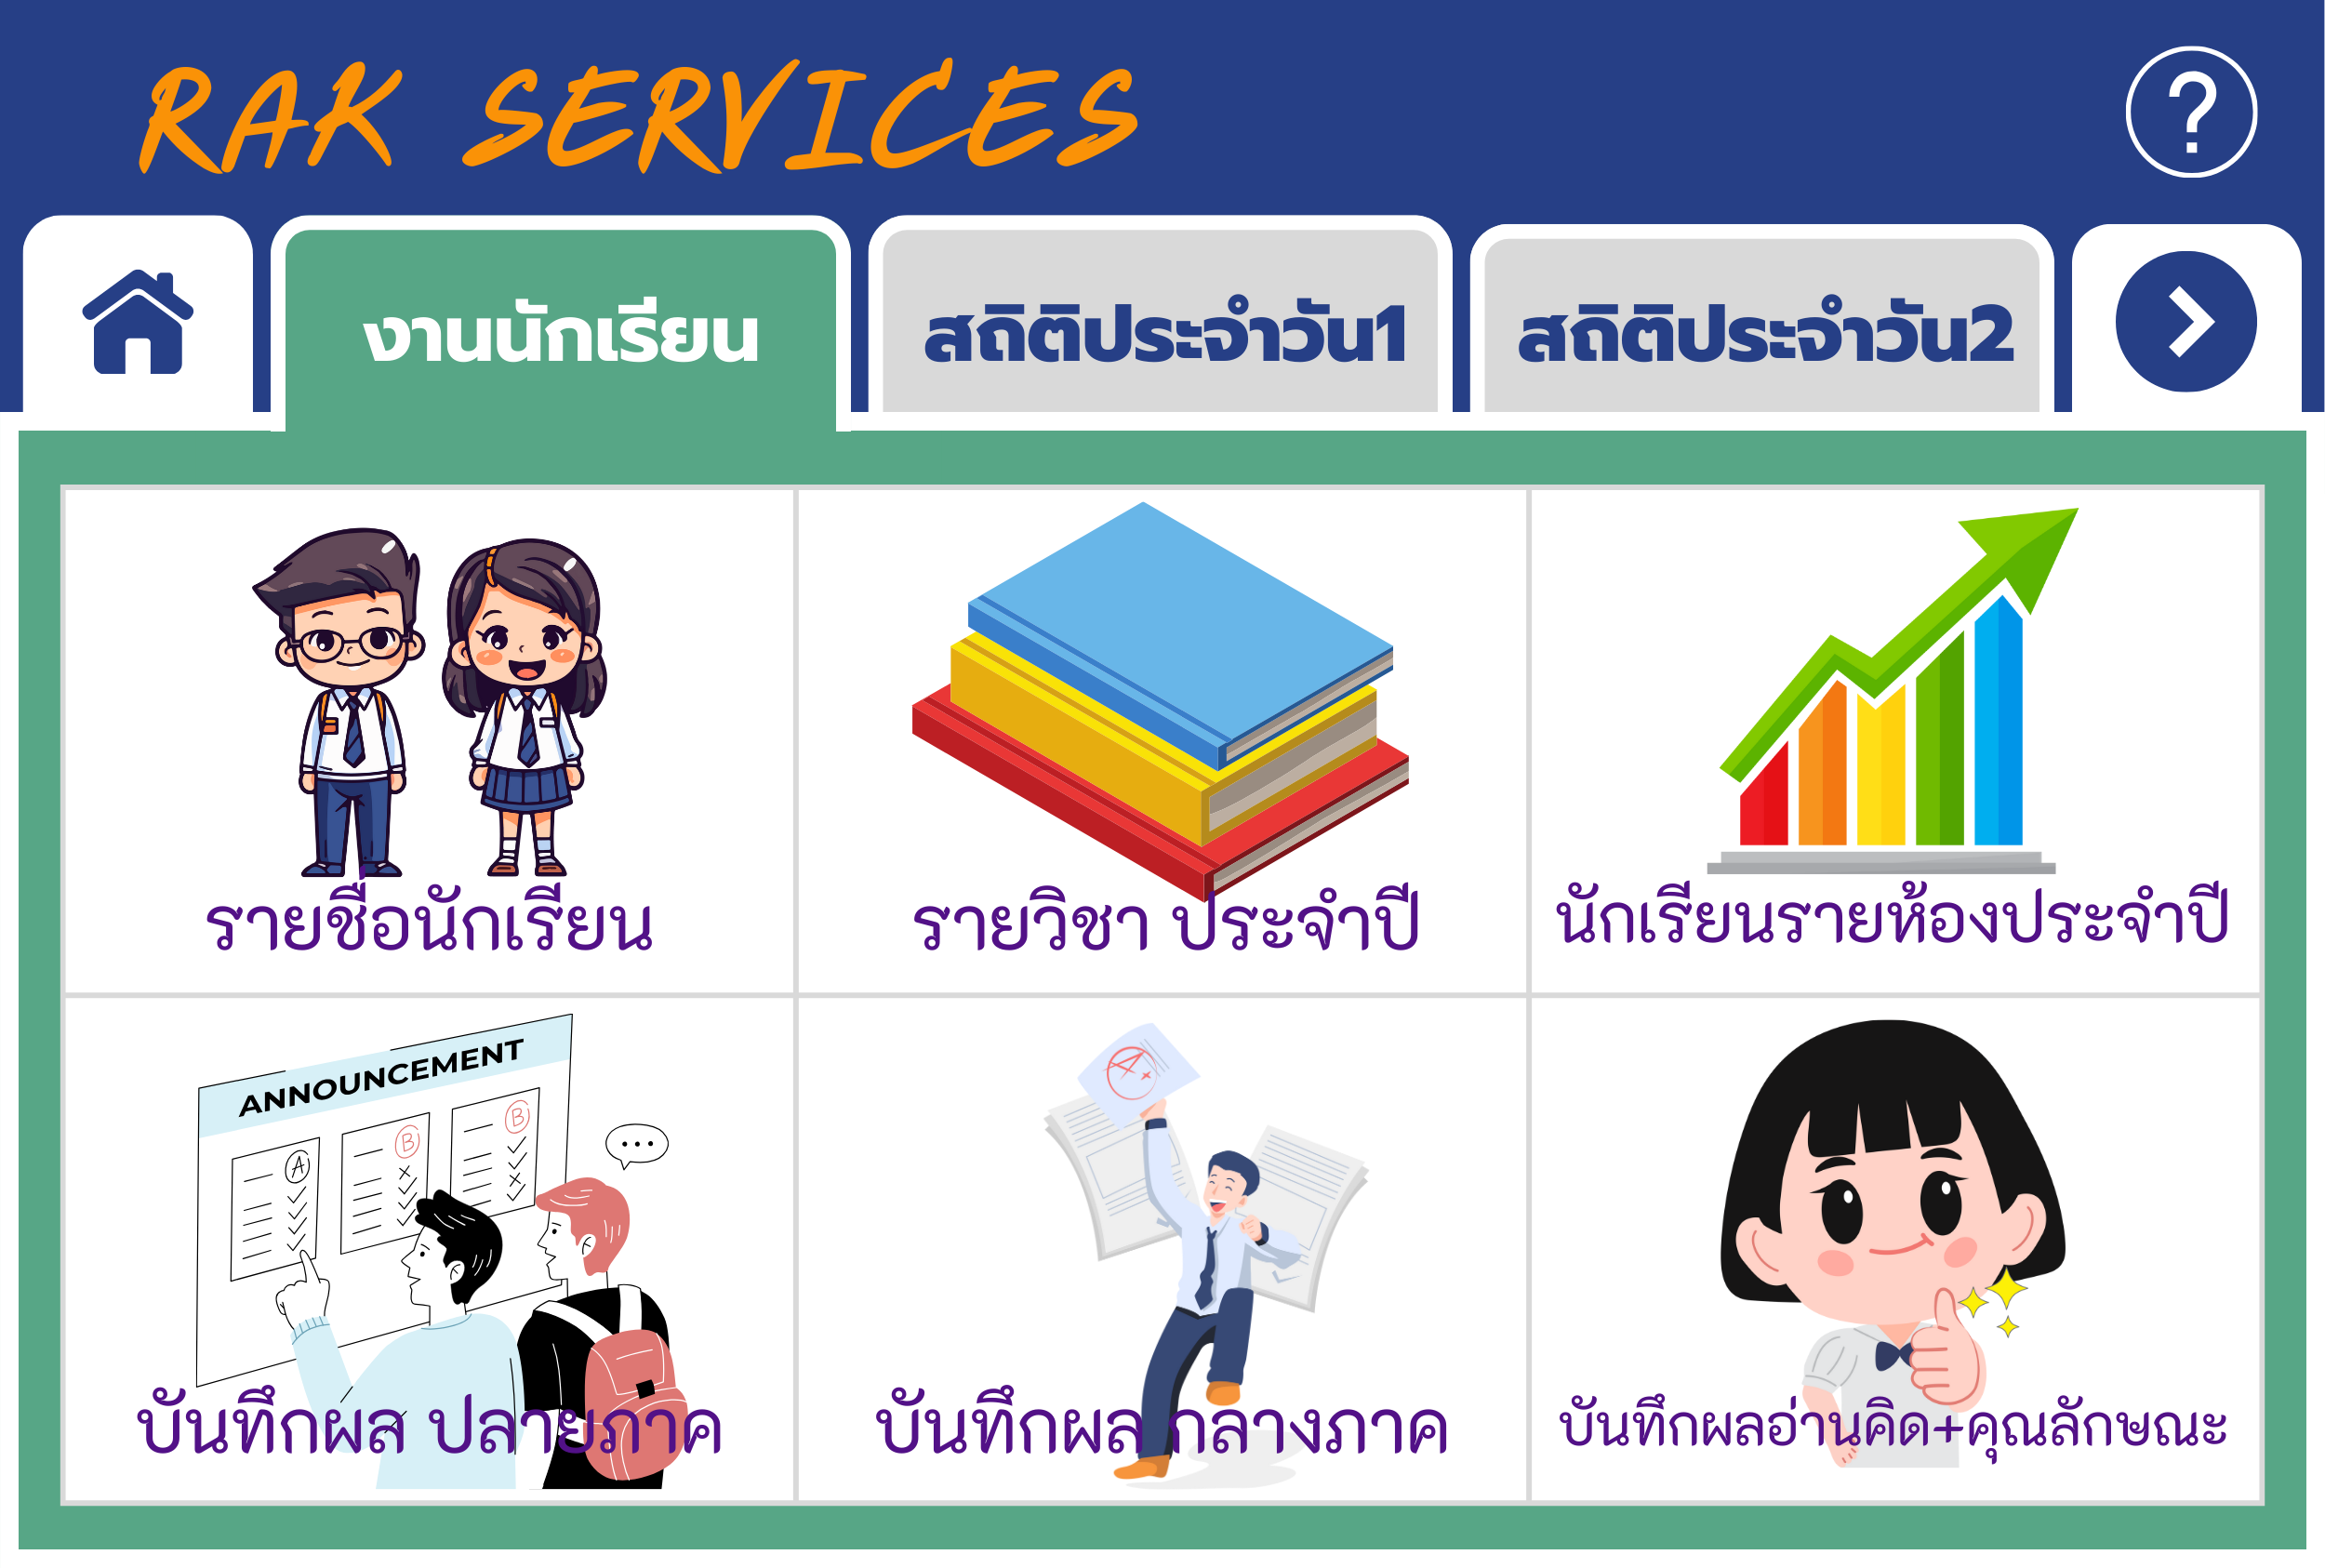 RAK SERVICES
?
งานนักเรียน
สถิติประจำวัน1
สถิติประจำวัน2
รายชื่อนักเรียน
รายวิชา ประจำปี
นักเรียนรายห้องประจำปี
ANNOUNCEMENT
A
B
B
A+
บันทึกผล ปลายภาค
บันทึกผล กลางภาค
บันทึกผลอ่านคิด+คุณลักษณะ